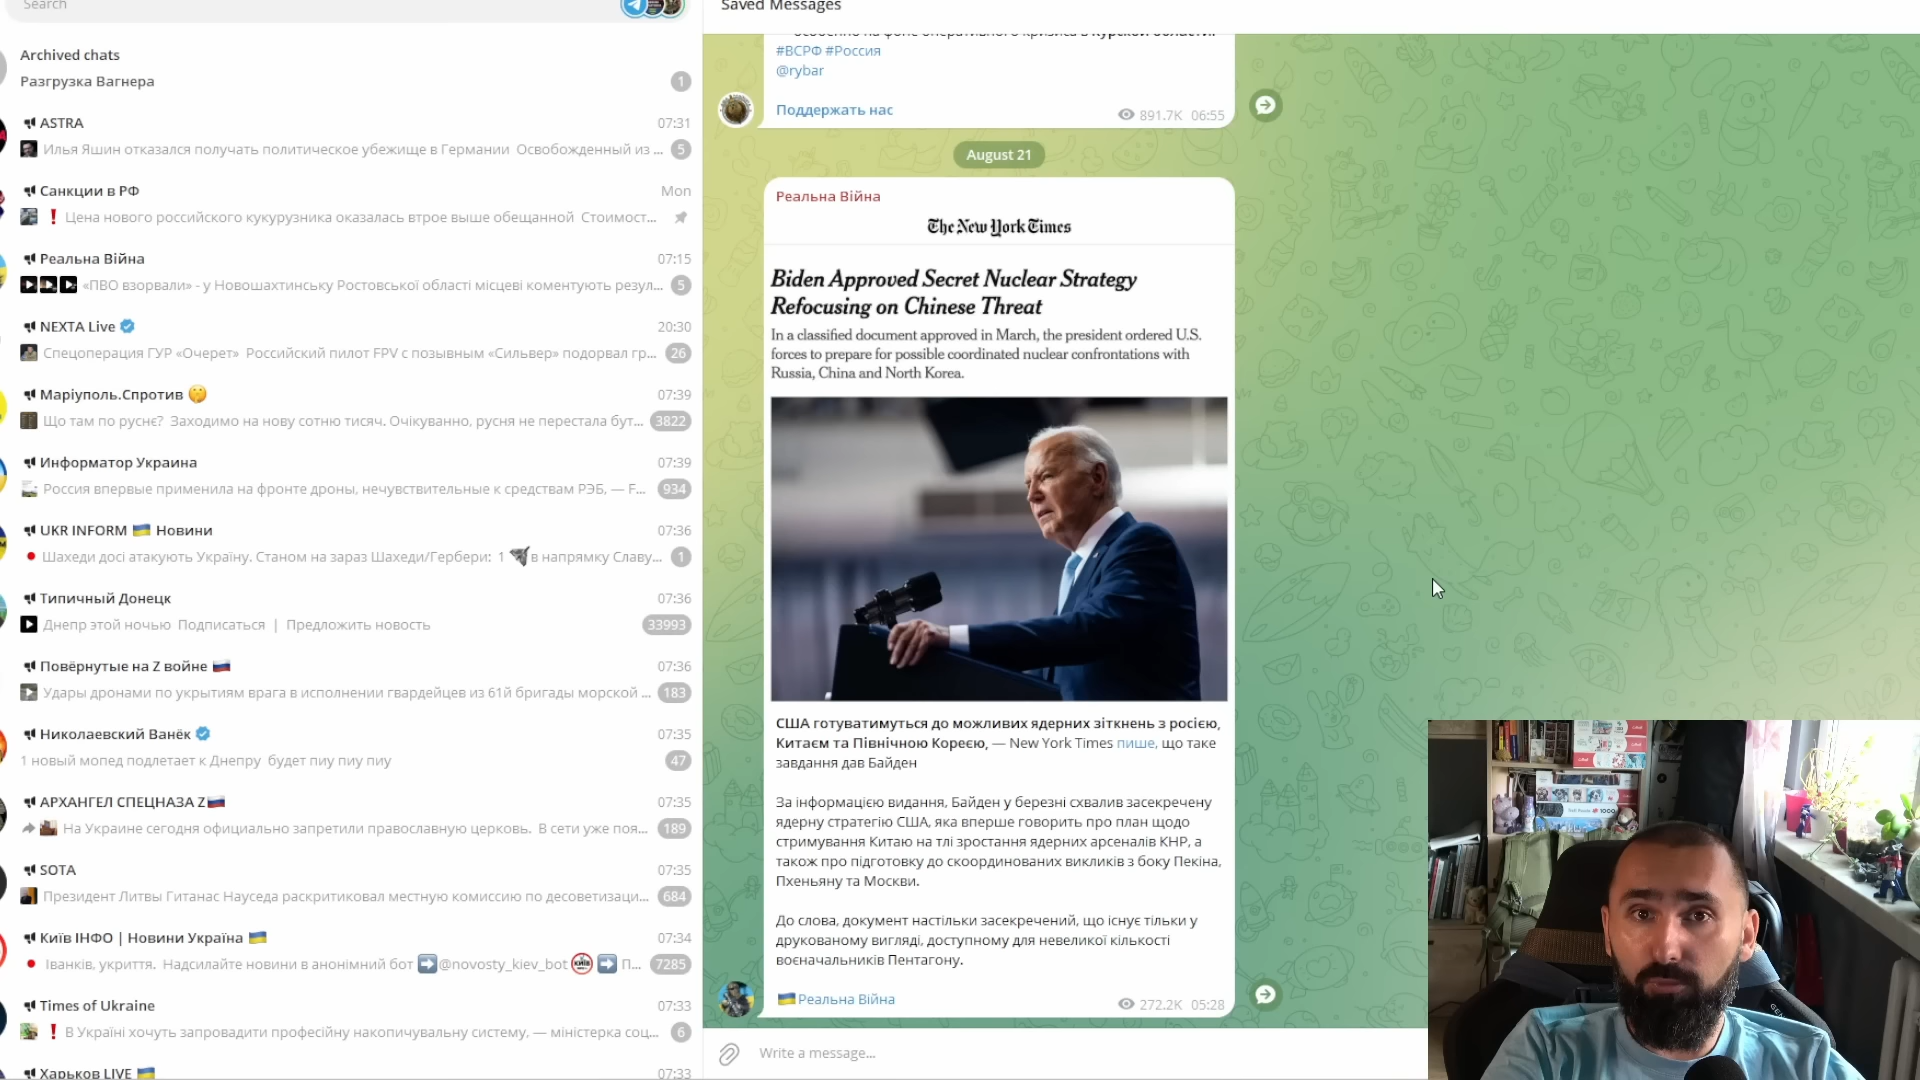 Search
Archived chats
Разгрузка Вагнера
1
ASTRA
07:31
Илья Яшин отказался получать политическое убежище в Германии Освобожденный из ...
5
Санкции в РФ
Mon
Цена нового российского кукурузника оказалась втрое выше обещанной Стоимост...
Реальна Війна
07:15
«ПВО взорвали» - у Новошахтинську Ростовської області місцеві коментують резул...
5
NEXTA Live
20:30
Спецоперация ГУР «Очерет» Российский пилот FPV с позывным «Сильвер» подорвал гр...
26
Маріуполь.Спротив
07:39
Що там по русне? Заходимо на нову сотню тисяч. Очікуванно, русня не перестала бут...
3822
Информатор Украина
07:39
Россия впервые применила на фронте дроны, нечувствительные к средствам РЭБ, — F...
934
UKR INFORM 🇺🇦 Новини
07:36
Шахеди досі атакують Україну. Станом на зараз Шахеди/Гербери: 1 в напрямку Славу...
1
Типичный Донецк
07:36
Днепр этой ночью Подписаться | Предложить новость
33993
Повёрнутые на Z войне 🇷🇺
07:36
Удары дронами по укрытиям врага в исполнении гвардейцев из 61й бригады морской ...
183
Николаевский Ванёк
07:35
1 новый мопед подлетает к Днепру будет пиу пиу пиу
47
АРХАНГЕЛ СПЕЦНАЗА Z🇷🇺
07:35
На Украине сегодня официально запретили православную церковь. В сети уже поя...
189
SOTA
07:35
Президент Литвы Гитанас Науседа раскритиковал местную комиссию по десоветизаци...
684
Київ ІНФО | Новини Україна 🇺🇦
07:34
Іванків, укриття. Надсилайте новини в анонімний бот ➡️@novosty_kiev_bot ➡️ П...
7285
Times of Ukraine
07:33
❗ В Україні хочуть запровадити професійну накопичувальну систему, — міністерка соц...
6
Харьков LIVE 🇺🇦
07:33
Saved Messages
особенно на фоне оперативного кризиса в Курской области.
#ВСРФ #Россия
@rybar
Поддержать нас
891.7K 06:55
August 21
Реальна Війна
The New York Times
Biden Approved Secret Nuclear Strategy
Refocusing on Chinese Threat
In a classified document approved in March, the president ordered U.S.
forces to prepare for possible coordinated nuclear confrontations with
Russia, China and North Korea.
США готуватимуться до можливих ядерних зіткнень з росією,
Китаєм та Північною Кореєю, — New York Times пише, що таке
завдання дав Байден
За інформацією видання, Байден у березні схвалив засекречену
ядерну стратегію США, яка вперше говорить про план щодо
стримування Китаю на тлі зростання ядерних арсеналів КНР, а
також про підготовку до скоординованих викликів з боку Пекіна,
Пхеньяну та Москви.
До слова, документ настільки засекречений, що існує тільки у
друкованому вигляді, доступному для невеликої кількості
воєначальників Пентагону.
🇺🇦Реальна Війна
272.2K 05:28
Write a message...